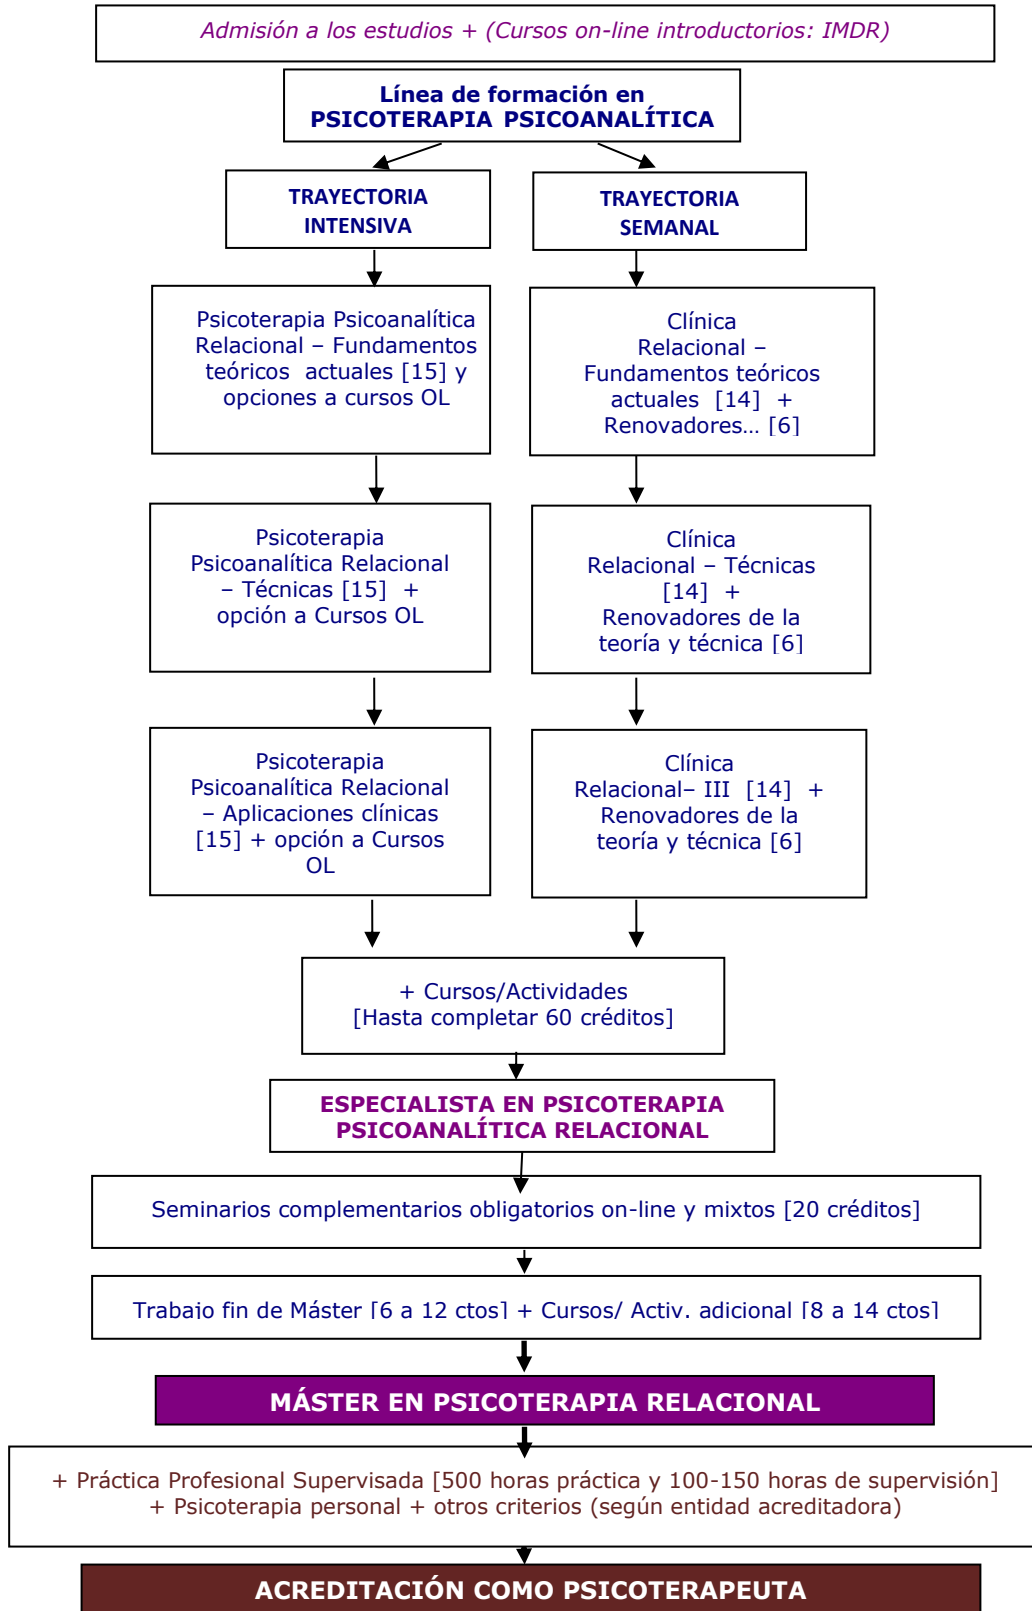 Admisión a los estudios + (Cursos on-line introductorios: IMDR)
Línea de formación en
PSICOTERAPIA PSICOANALÍTICA
TRAYECTORIA
INTENSIVA
TRAYECTORIA
SEMANAL
Psicoterapia Psicoanalítica
Relacional – Fundamentos
teóricos actuales [15] y
opciones a cursos OL
Clínica
Relacional –
Fundamentos teóricos
actuales [14] +
Renovadores... [6]
Psicoterapia
Psicoanalítica Relacional
– Técnicas [15] +
opción a Cursos OL
Clínica
Relacional – Técnicas
[14] +
Renovadores de la
teoría y técnica [6]
Psicoterapia
Psicoanalítica Relacional
– Aplicaciones clínicas
[15] + opción a Cursos
OL
Clínica
Relacional– III [14] +
Renovadores de la
teoría y técnica [6]
+ Cursos/Actividades
[Hasta completar 60 créditos]
ESPECIALISTA EN PSICOTERAPIA
PSICOANALÍTICA RELACIONAL
Seminarios complementarios obligatorios on-line y mixtos [20 créditos]
Trabajo fin de Máster [6 a 12 ctos] + Cursos/ Activ. adicional [8 a 14 ctos]
MÁSTER EN PSICOTERAPIA RELACIONAL
+ Práctica Profesional Supervisada [500 horas práctica y 100-150 horas de supervisión]
+ Psicoterapia personal + otros criterios (según entidad acreditadora)
ACREDITACIÓN COMO PSICOTERAPEUTA